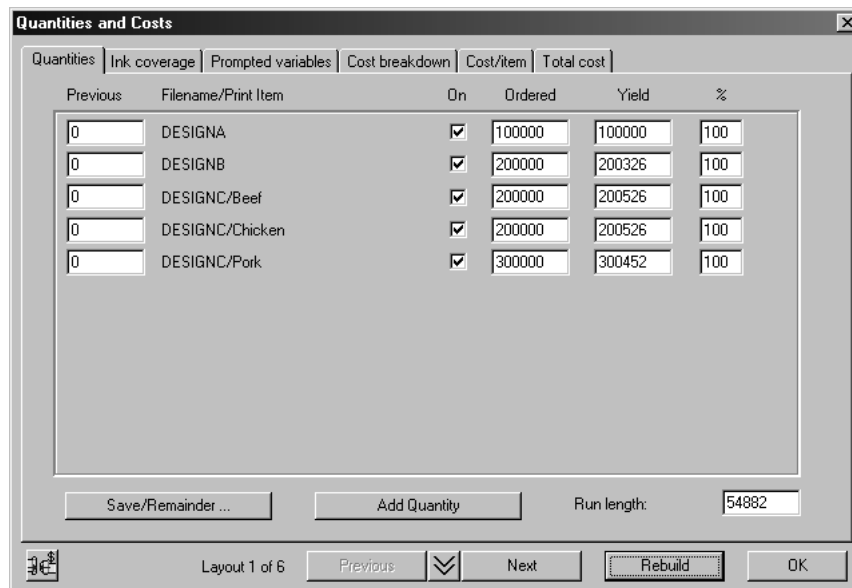 Quantities and Costs
Quantities Ink coverage Prompted variables Cost breakdown Cost/item Total cost
Previous Filename/Print Item On Ordered Yield %
0 DESIGNA 100000 100000 100
0 DESIGNB 200000 200326 100
0 DESIGNC/Beef 200000 200526 100
0 DESIGNC/Chicken 200000 200526 100
0 DESIGNC/Pork 300000 300452 100
Save/Remainder ... Add Quantity Run length: 54882
Layout 1 of 6 Previous Next Rebuild OK